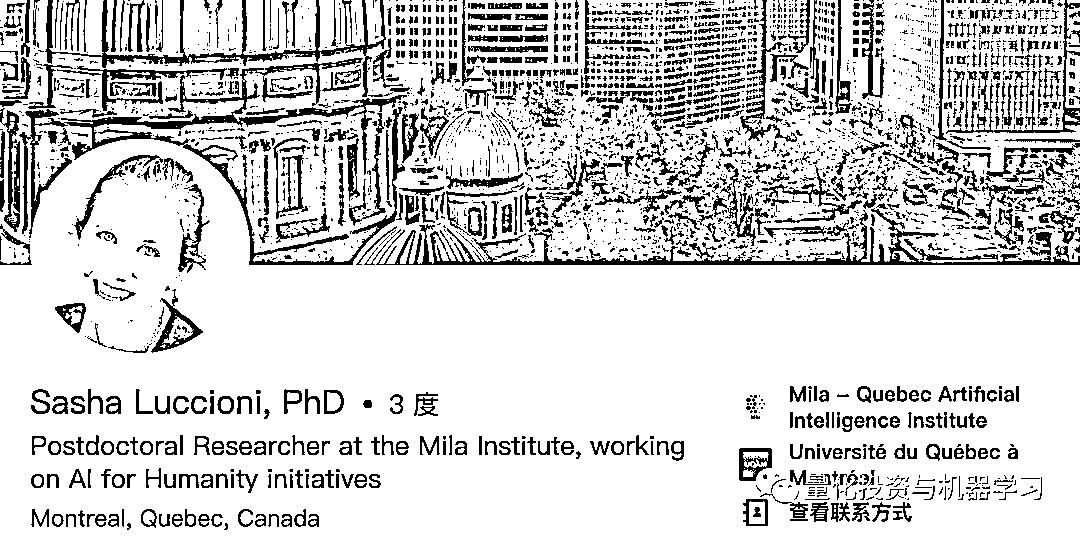 Sasha Luccioni, PhD • 3 度
Postdoctoral Researcher at the Mila Institute, working
on AI for Humanity initiatives
Montreal, Quebec, Canada
Mila – Quebec Artificial
Intelligence Institute
Université du Québec à
Montréal
量化投资与机器学习
查看联系方式